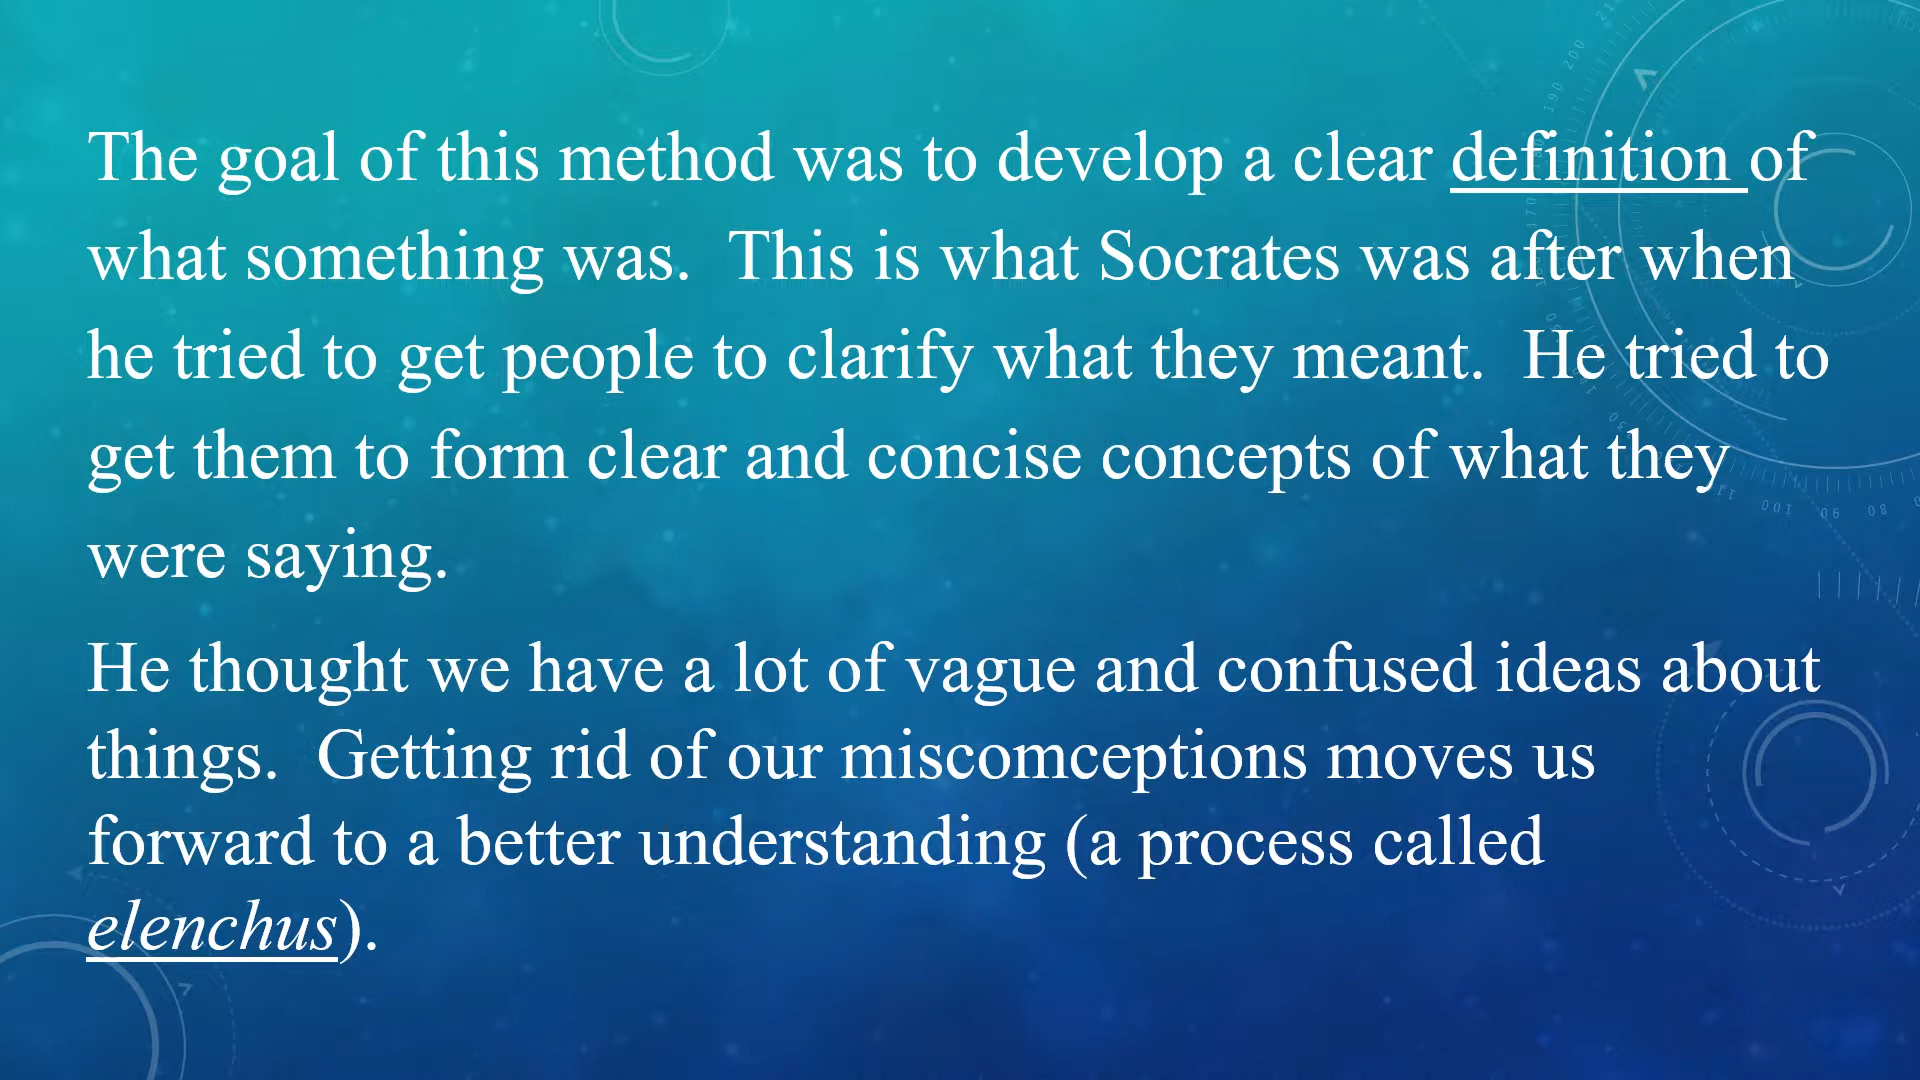 The goal of this method was to develop a clear definition of
what something was.  This is what Socrates was after when
he tried to get people to clarify what they meant.  He tried to
get them to form clear and concise concepts of what they
were saying.
He thought we have a lot of vague and confused ideas about
things.  Getting rid of our miscomceptions moves us
forward to a better understanding (a process called
elenchus).